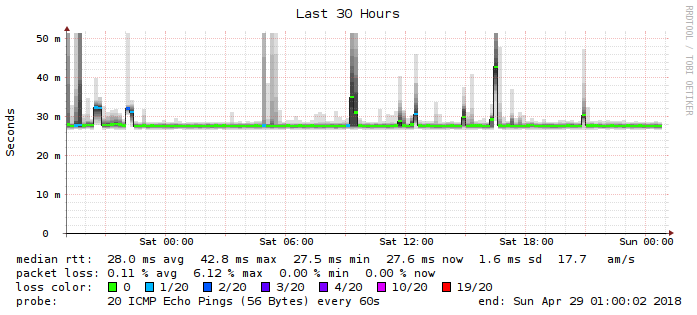 Last 30 Hours
RRDTOOL / TOBI OETIKER
Seconds
50 m
40 m
30 m
20 m
10 m
0
Sat 00:00 Sat 06:00 Sat 12:00 Sat 18:00 Sun 00:00
median rtt: 28.0 ms avg 42.8 ms max 27.5 ms min 27.6 ms now 1.6 ms sd 17.7 am/s
packet loss: 0.11 % avg 6.12 % max 0.00 % min 0.00 % now
loss color: 0 1/20 2/20 3/20 4/20 10/20 19/20
probe: 20 ICMP Echo Pings (56 Bytes) every 60s end: Sun Apr 29 01:00:02 2018